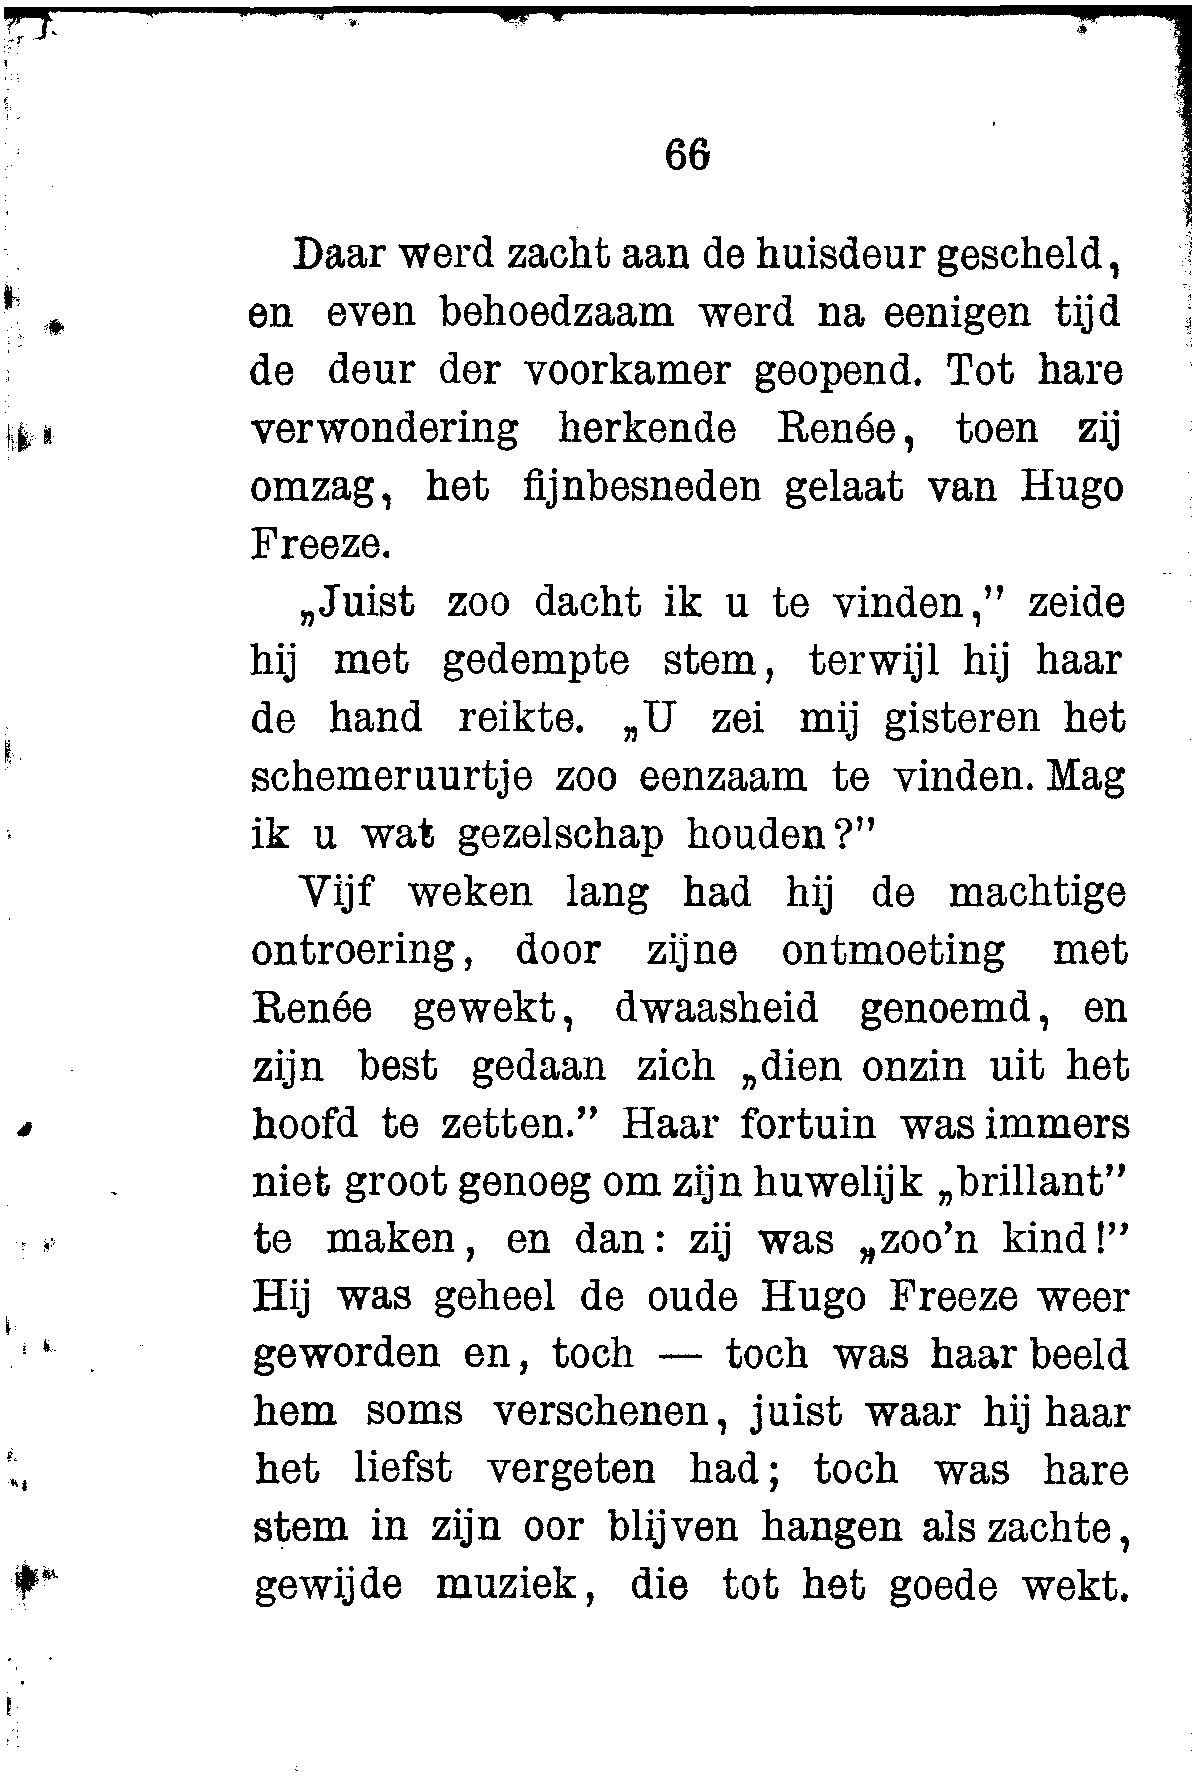 66
Daar werd zacht aan de huisdeur gescheld,
en even behoedzaam werd na eenigen tijd
de deur der voorkamer geopend. Tot hare
verwondering herkende Renée, toen zij
omzag, het fijnbesneden gelaat van Hugo
Freeze.
„Juist zoo dacht ik u te vinden,” zeide
hij met gedempte stem, terwijl hij haar
de hand reikte. „U zei mij gisteren het
schemeruurtje zoo eenzaam te vinden. Mag
ik u wat gezelschap houden?”
Vijf weken lang had hij de machtige
ontroering, door zijne ontmoeting met
Renée gewekt, dwaasheid genoemd, en
zijn best gedaan zich „dien onzin uit het
hoofd te zetten.” Haar fortuin was immers
niet groot genoeg om zijn huwelijk „brillant”
te maken, en dan: zij was „zoo’n kind!”
Hij was geheel de oude Hugo Freeze weer
geworden en, toch — toch was haar beeld
hem soms verschenen, juist waar hij haar
het liefst vergeten had; toch was hare
stem in zijn oor blijven hangen als zachte,
gewijde muziek, die tot het goede wekt.